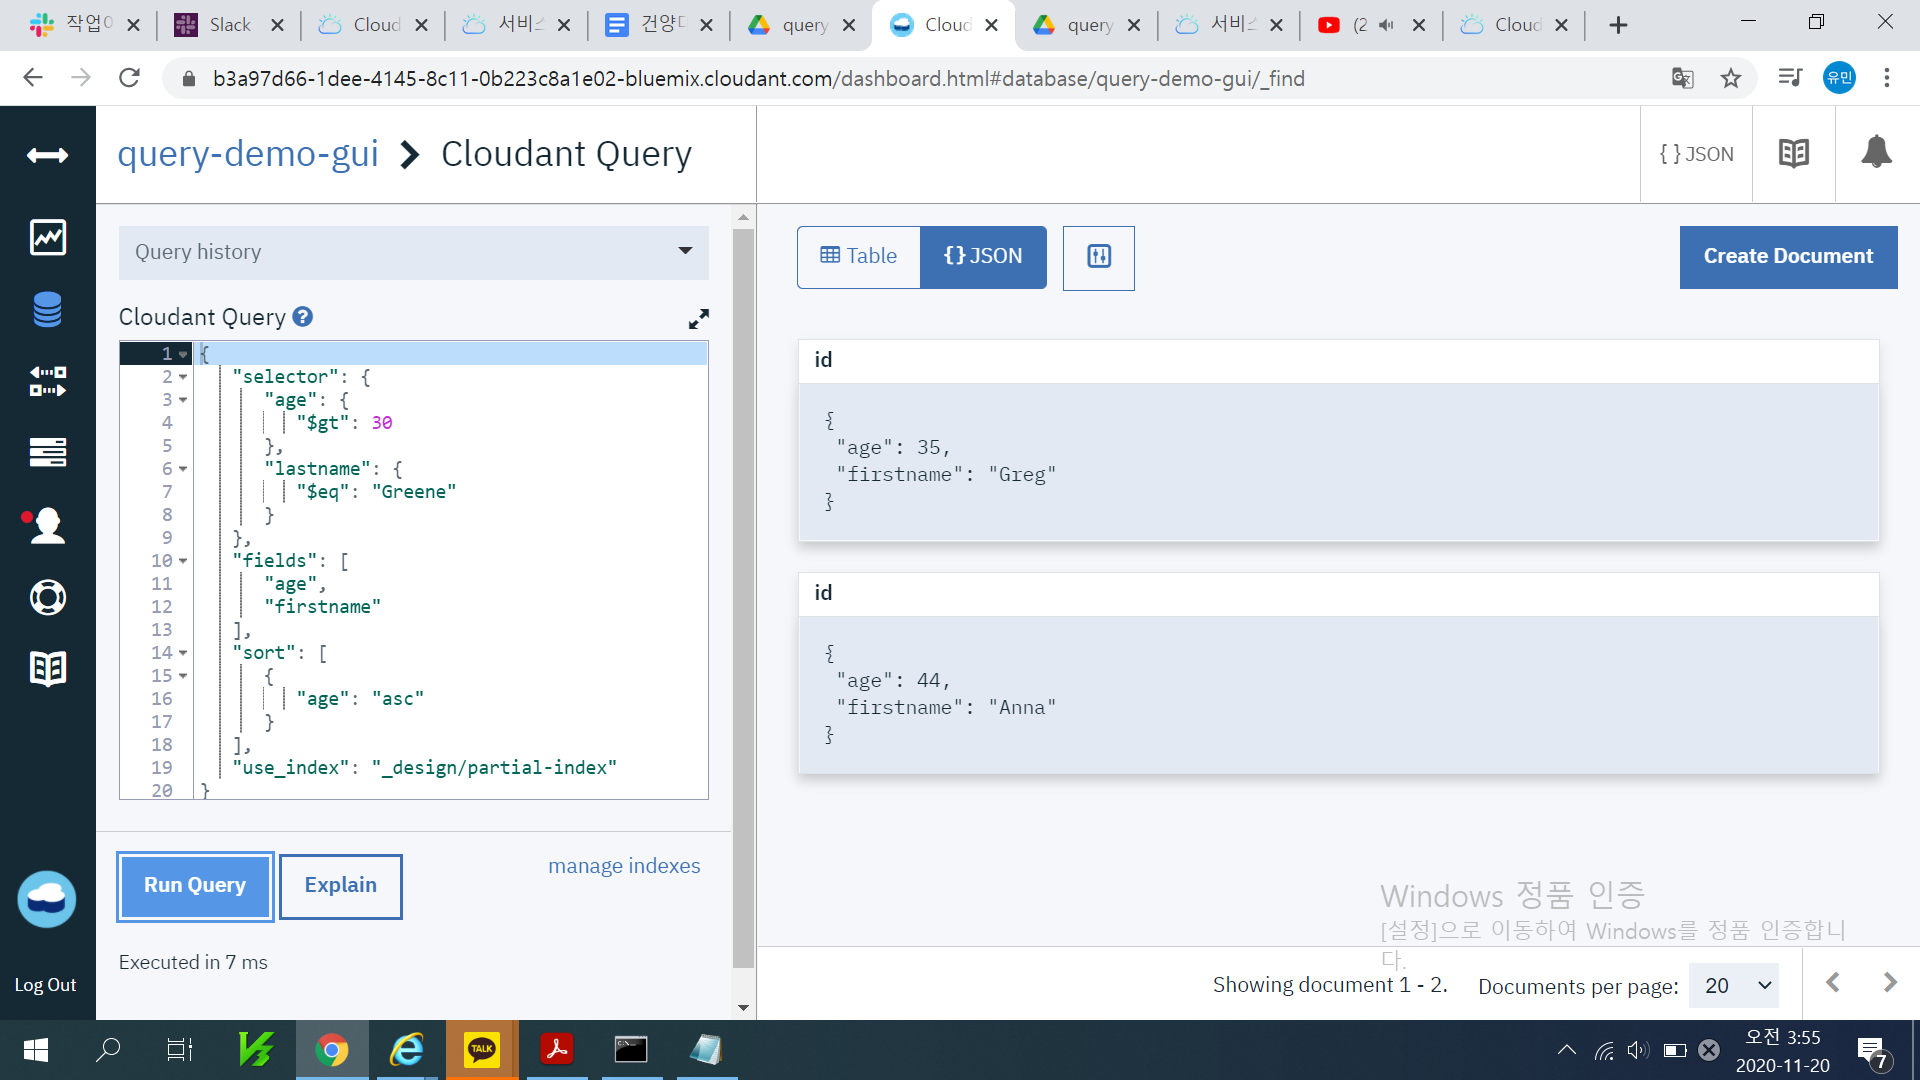 작업0
Slack
Cloud
서비스
건양대
query
Cloud
query
서비스
(2
Cloud
b3a97d66-1dee-4145-8c11-0b223c8a1e02-bluemix.cloudant.com/dashboard.html#database/query-demo-gui/_find
유민
query-demo-gui
Cloudant Query
{ } JSON
Query history
Table
{ } JSON
Create Document
Cloudant Query ?
1 {
2 "selector": {
3 "age": {
4 "$gt": 30
5 },
6 "lastname": {
7 "$eq": "Greene"
8 }
9 },
10 "fields": [
11 "age",
12 "firstname"
13 ],
14 "sort": [
15 {
16 "age": "asc"
17 }
18 ],
19 "use_index": "_design/partial-index"
20 }
id
{
"age": 35,
"firstname": "Greg"
}
id
{
"age": 44,
"firstname": "Anna"
}
Run Query
Explain
manage indexes
Executed in 7 ms
Log Out
Windows 정품 인증
[설정]으로 이동하여 Windows를 정품 인증합니
다.
Showing document 1 - 2.
Documents per page:
20
TALK
오전 3:55
2020-11-20
7